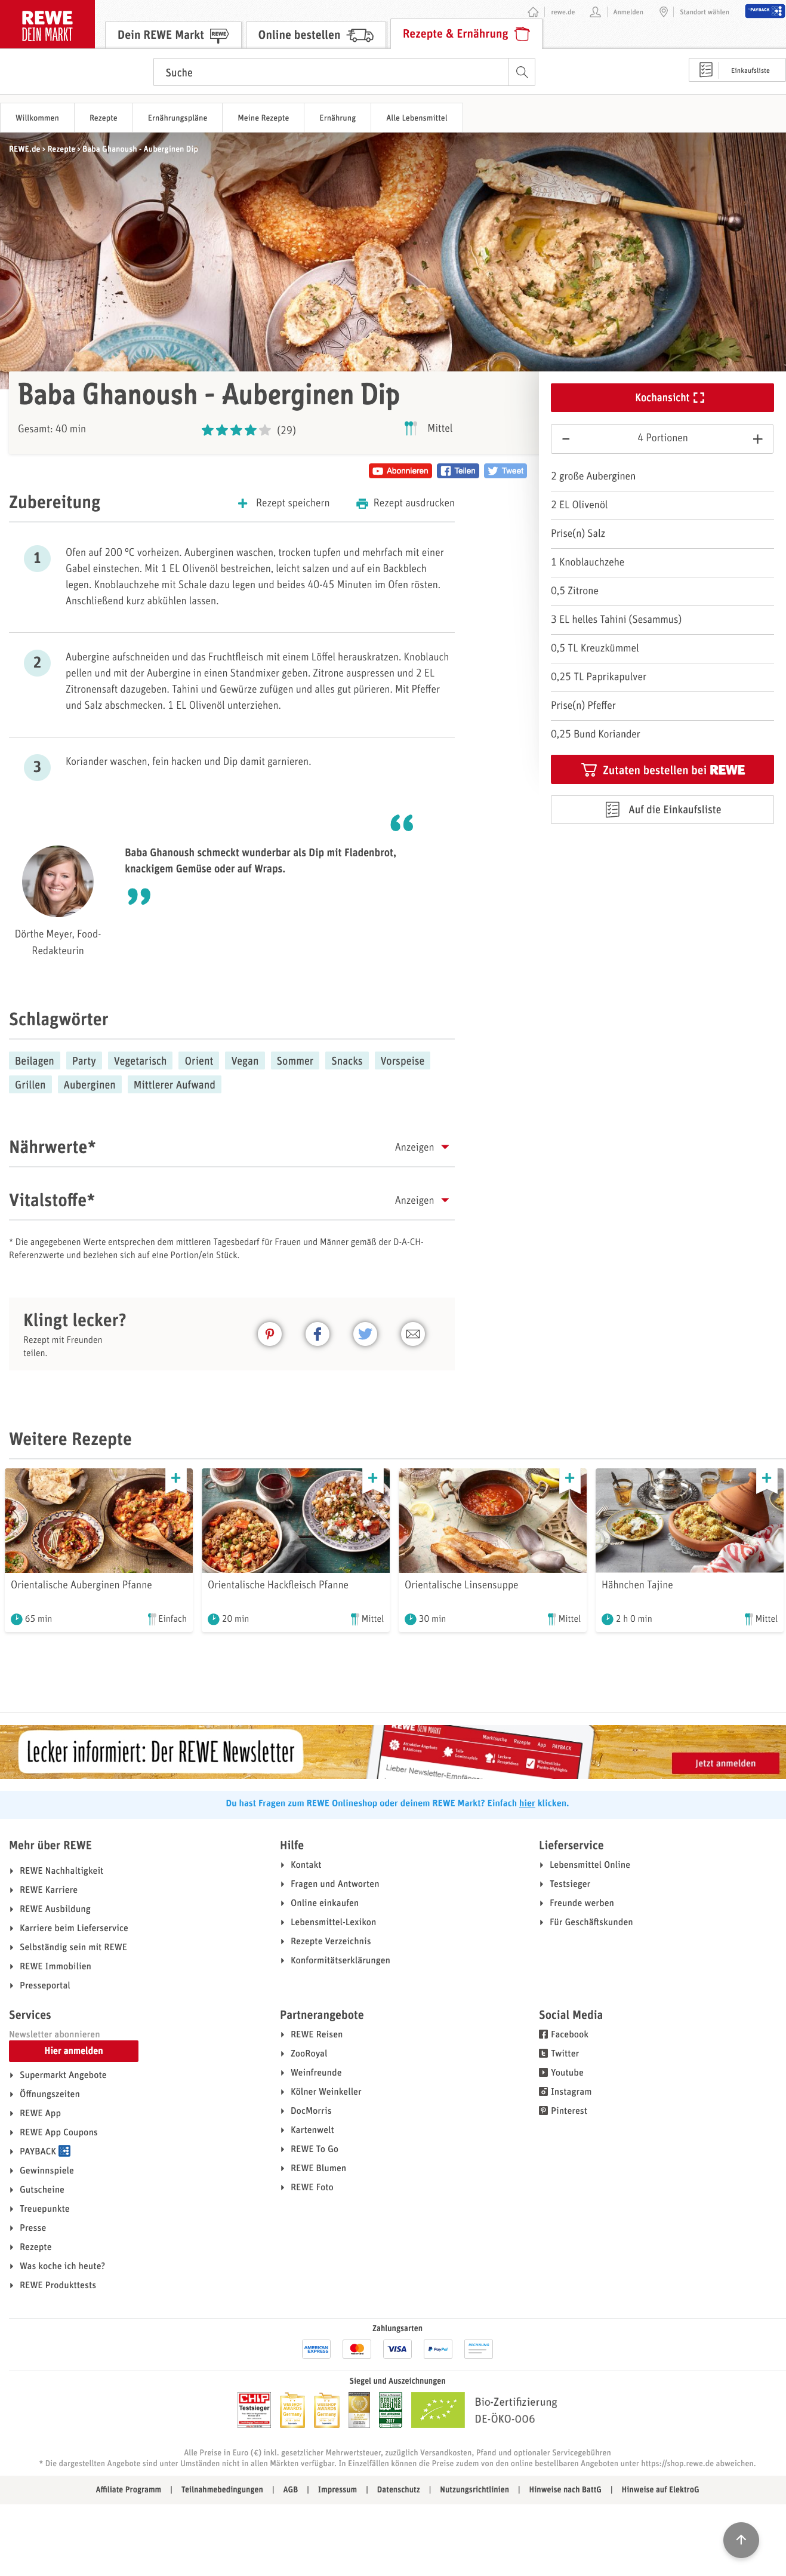 REWE
DEIN MARKT
rewe.de
Anmelden
Standort wählen
PAYBACK
Dein REWE Markt
REWE
Online bestellen
Rezepte & Ernährung
Suche
Einkaufsliste
Willkommen
Rezepte
Ernährungspläne
Meine Rezepte
Ernährung
Alle Lebensmittel
REWE.de › Rezepte › Baba Ghanoush - Auberginen Dip
Baba Ghanoush - Auberginen Dip
Gesamt: 40 min
(29)
Mittel
Abonnieren
Teilen
Tweet
Kochansicht
− 4 Portionen +
2 große Auberginen
2 EL Olivenöl
Prise(n) Salz
1 Knoblauchzehe
0,5 Zitrone
3 EL helles Tahini (Sesammus)
0,5 TL Kreuzkümmel
0,25 TL Paprikapulver
Prise(n) Pfeffer
0,25 Bund Koriander
Zutaten bestellen bei REWE
Auf die Einkaufsliste
Zubereitung
+ Rezept speichern
Rezept ausdrucken
1
Ofen auf 200 °C vorheizen. Auberginen waschen, trocken tupfen und mehrfach mit einer
Gabel einstechen. Mit 1 EL Olivenöl bestreichen, leicht salzen und auf ein Backblech
legen. Knoblauchzehe mit Schale dazu legen und beides 40-45 Minuten im Ofen rösten.
Anschließend kurz abkühlen lassen.
2
Aubergine aufschneiden und das Fruchtfleisch mit einem Löffel herauskratzen. Knoblauch
pellen und mit der Aubergine in einen Standmixer geben. Zitrone auspressen und 2 EL
Zitronensaft dazugeben. Tahini und Gewürze zufügen und alles gut pürieren. Mit Pfeffer
und Salz abschmecken. 1 EL Olivenöl unterziehen.
3
Koriander waschen, fein hacken und Dip damit garnieren.
“
Baba Ghanoush schmeckt wunderbar als Dip mit Fladenbrot,
knackigem Gemüse oder auf Wraps.
”
Dörthe Meyer, Food-
Redakteurin
Schlagwörter
Beilagen Party Vegetarisch Orient Vegan Sommer Snacks Vorspeise
Grillen Auberginen Mittlerer Aufwand
Nährwerte*
Anzeigen
Vitalstoffe*
Anzeigen
* Die angegebenen Werte entsprechen dem mittleren Tagesbedarf für Frauen und Männer gemäß der D-A-CH-
Referenzwerte und beziehen sich auf eine Portion/ein Stück.
Klingt lecker?
Rezept mit Freunden
teilen.
Weitere Rezepte
Orientalische Auberginen Pfanne
65 min
Einfach
Orientalische Hackfleisch Pfanne
20 min
Mittel
Orientalische Linsensuppe
30 min
Mittel
Hähnchen Tajine
2 h 0 min
Mittel
Lecker informiert: Der REWE Newsletter
REWE DEIN MARKT
Marktsuche Rezepte App PAYBACK
Lieber Newsletter-Empfänger
Jetzt anmelden
Du hast Fragen zum REWE Onlineshop oder deinem REWE Markt? Einfach hier klicken.
Mehr über REWE
REWE Nachhaltigkeit
REWE Karriere
REWE Ausbildung
Karriere beim Lieferservice
Selbständig sein mit REWE
REWE Immobilien
Presseportal
Hilfe
Kontakt
Fragen und Antworten
Online einkaufen
Lebensmittel-Lexikon
Rezepte Verzeichnis
Konformitätserklärungen
Lieferservice
Lebensmittel Online
Testsieger
Freunde werben
Für Geschäftskunden
Services
Newsletter abonnieren
Hier anmelden
Supermarkt Angebote
Öffnungszeiten
REWE App
REWE App Coupons
PAYBACK
Gewinnspiele
Gutscheine
Treuepunkte
Presse
Rezepte
Was koche ich heute?
REWE Produkttests
Partnerangebote
REWE Reisen
ZooRoyal
Weinfreunde
Kölner Weinkeller
DocMorris
Kartenwelt
REWE To Go
REWE Blumen
REWE Foto
Social Media
Facebook
Twitter
Youtube
Instagram
Pinterest
Zahlungsarten
AMERICAN EXPRESS
VISA
PayPal
RECHNUNG
Siegel und Auszeichnungen
CHIP
Testsieger
Bio-Zertifizierung
DE-ÖKO-006
Alle Preise in Euro (€) inkl. gesetzlicher Mehrwertsteuer, zuzüglich Versandkosten, Pfand und optionaler Servicegebühren
* Die dargestellten Angebote sind unter Umständen nicht in allen Märkten verfügbar. In Einzelfällen können die Preise zudem von den online bestellbaren Angeboten unter https://shop.rewe.de abweichen.
Affiliate Programm | Teilnahmebedingungen | AGB | Impressum | Datenschutz | Nutzungsrichtlinien | Hinweise nach BattG | Hinweise auf ElektroG